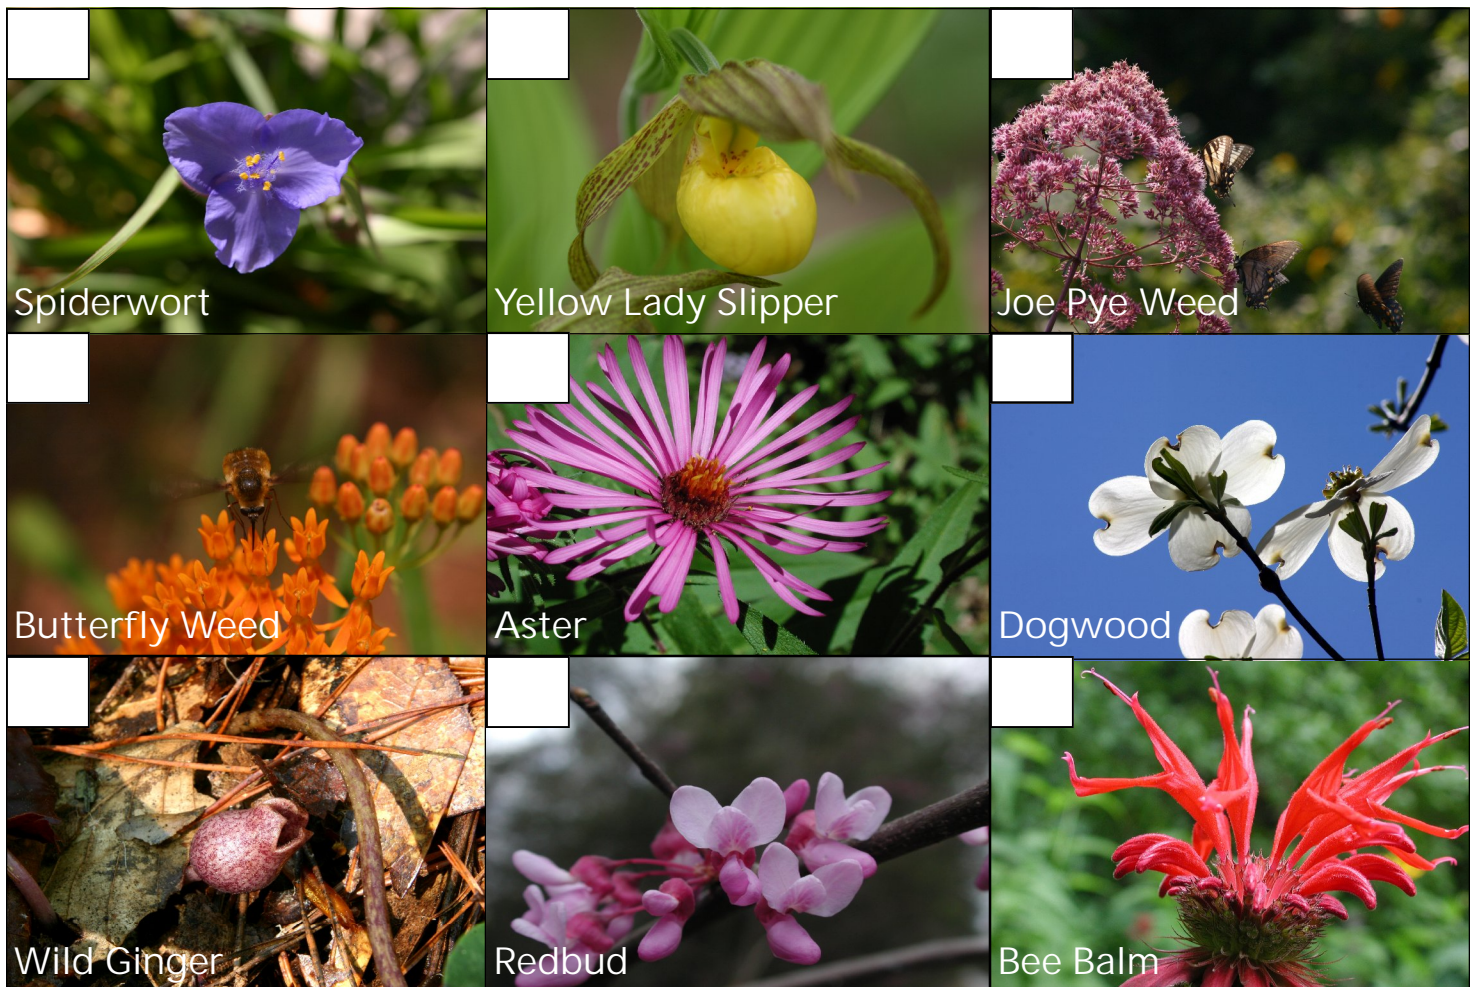 Spiderwort
Yellow Lady Slipper
Joe Pye Weed
Butterfly Weed
Aster
Dogwood
Wild Ginger
Redbud
Bee Balm